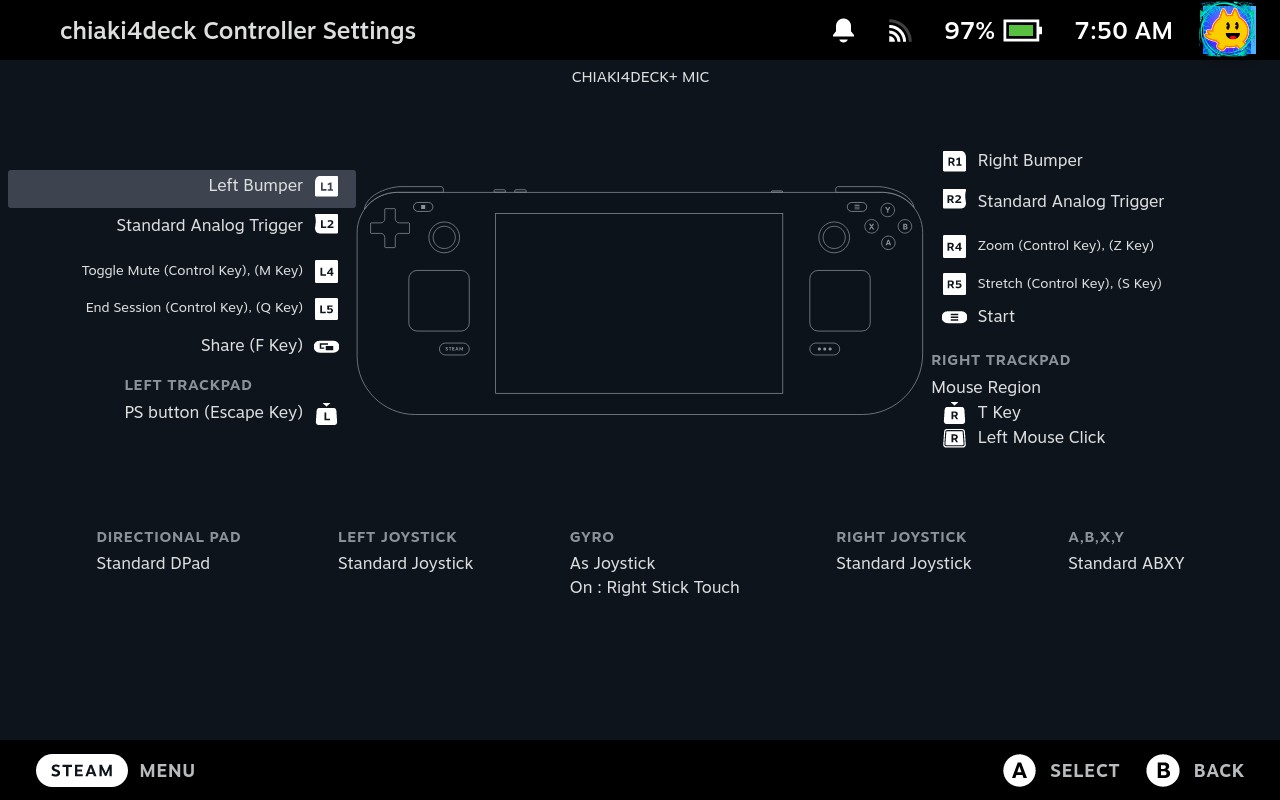 chiaki4deck Controller Settings
97%
7:50 AM
CHIAKI4DECK+ MIC
Left Bumper L1
Standard Analog Trigger L2
Toggle Mute (Control Key), (M Key) L4
End Session (Control Key), (Q Key) L5
Share (F Key)
LEFT TRACKPAD
PS button (Escape Key) L
Y
X B
A
STEAM
R1 Right Bumper
R2 Standard Analog Trigger
R4 Zoom (Control Key), (Z Key)
R5 Stretch (Control Key), (S Key)
Start
RIGHT TRACKPAD
Mouse Region
R T Key
R Left Mouse Click
DIRECTIONAL PAD
Standard DPad
LEFT JOYSTICK
Standard Joystick
GYRO
As Joystick
On : Right Stick Touch
RIGHT JOYSTICK
Standard Joystick
A,B,X,Y
Standard ABXY
STEAM MENU
A SELECT
B BACK